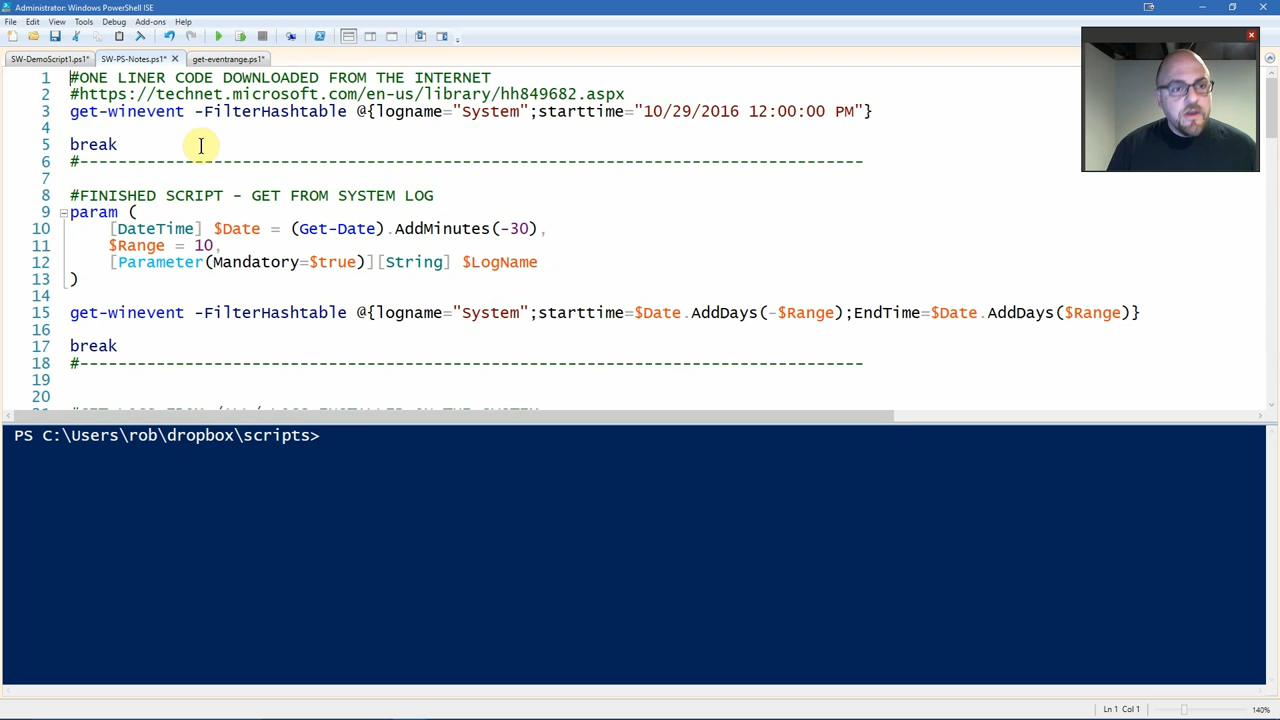 Administrator: Windows PowerShell ISE
File Edit View Tools Debug Add-ons Help
SW-DemoScript1.ps1* SW-PS-Notes.ps1* X get-eventrange.ps1*
1 #ONE LINER CODE DOWNLOADED FROM THE INTERNET
2 #https://technet.microsoft.com/en-us/library/hh849682.aspx
3 get-winevent -FilterHashtable @{logname="System";starttime="10/29/2016 12:00:00 PM"}
4
5 break
6 #-----------------------------------------------------------------------------------
7
8 #FINISHED SCRIPT - GET FROM SYSTEM LOG
9 param (
10 [DateTime] $Date = (Get-Date).AddMinutes(-30),
11 $Range = 10,
12 [Parameter(Mandatory=$true)][String] $LogName
13 )
14
15 get-winevent -FilterHashtable @{logname="System";starttime=$Date.AddDays(-$Range);EndTime=$Date.AddDays($Range)}
16
17 break
18 #-----------------------------------------------------------------------------------
19
20
PS C:\Users\rob\dropbox\scripts>
Ln 1 Col 1 140%